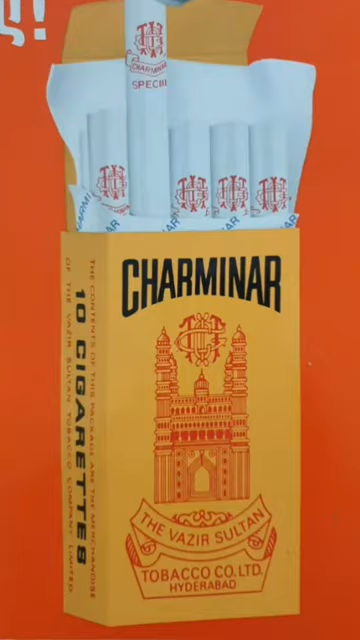 g!
CHARMINAR
SPECI
CHARMINAR
THE VAZIR SULTAN
TOBACCO CO. LTD.
HYDERABAD
THE CONTENTS OF THIS PACKAGE ARE THE MERCHANDISE
10 CIGARETTES
OF THE VAZIR SULTAN TOBACCO COMPANY LIMITED